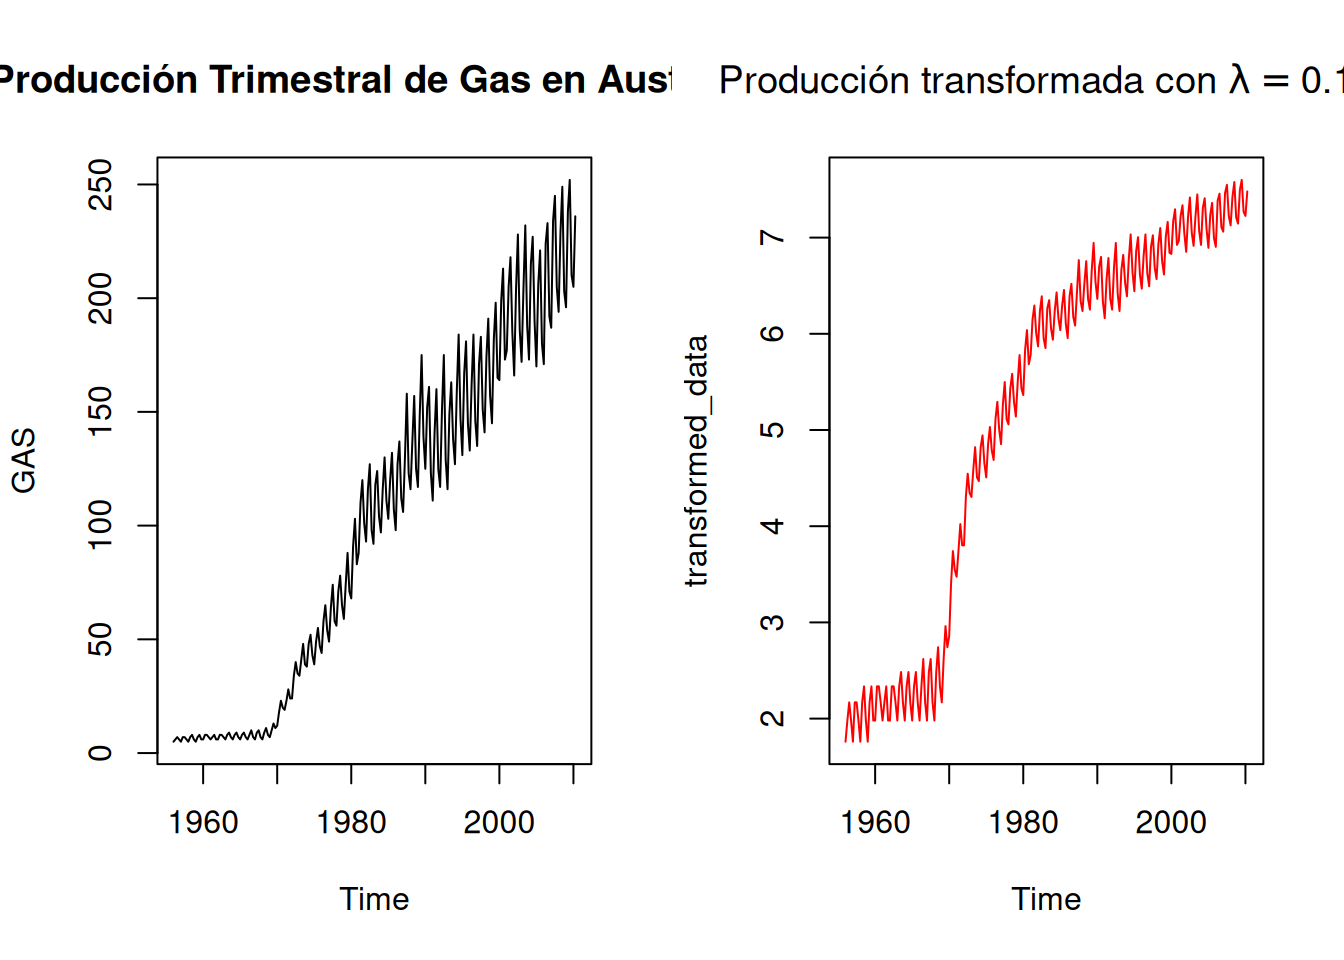 Producción Trimestral de Gas en Aus
GAS
250
200
150
100
50
0
1960 1980 2000
Time
Producción transformada con λ = 0.1
transformed_data
7
6
5
4
3
2
1960 1980 2000
Time